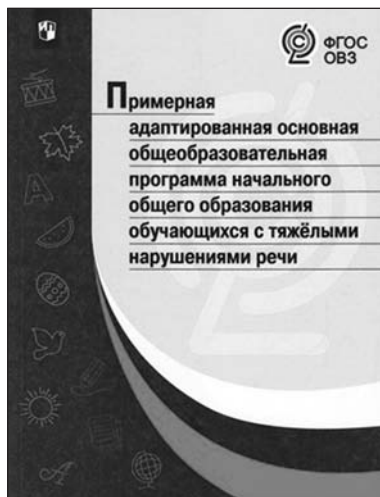 ФГОС
ОВЗ
Примерная
адаптированная основная
общеобразовательная
программа начального
общего образования
обучающихся с тяжёлыми
нарушениями речи